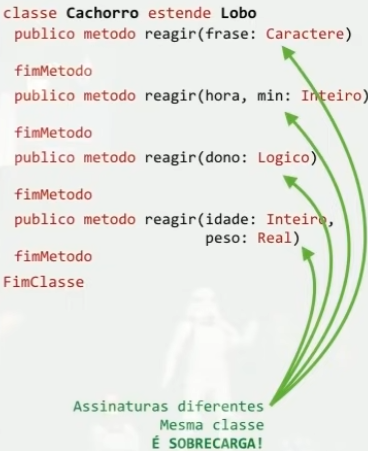 classe Cachorro estende Lobo
publico metodo reagir(frase: Caractere)
fimMetodo
publico metodo reagir(hora, min: Inteiro)
fimMetodo
publico metodo reagir(dono: Logico)
fimMetodo
publico metodo reagir(idade: Inteiro,
peso: Real)
fimMetodo
FimClasse
Assinaturas diferentes
Mesma classe
É SOBRECARGA!